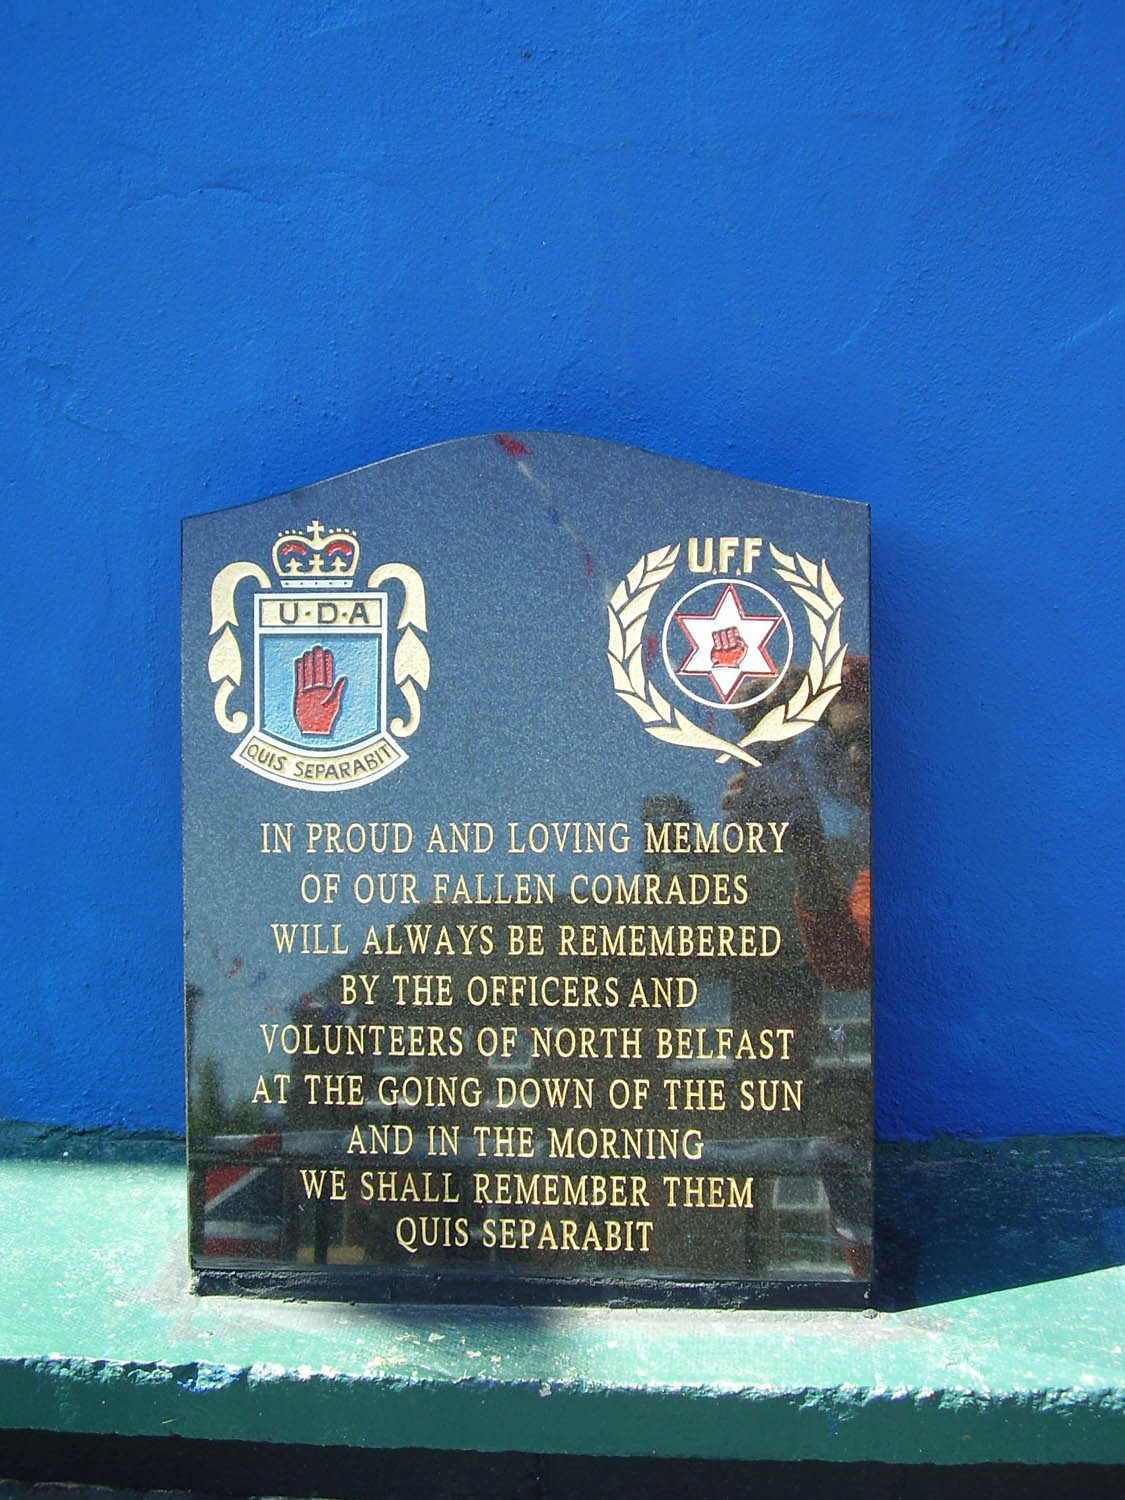 U·D·A
QUIS SEPARABIT
U.F.F
IN PROUD AND LOVING MEMORY
OF OUR FALLEN COMRADES
WILL ALWAYS BE REMEMBERED
BY THE OFFICERS AND
VOLUNTEERS OF NORTH BELFAST
AT THE GOING DOWN OF THE SUN
AND IN THE MORNING
WE SHALL REMEMBER THEM
QUIS SEPARABIT